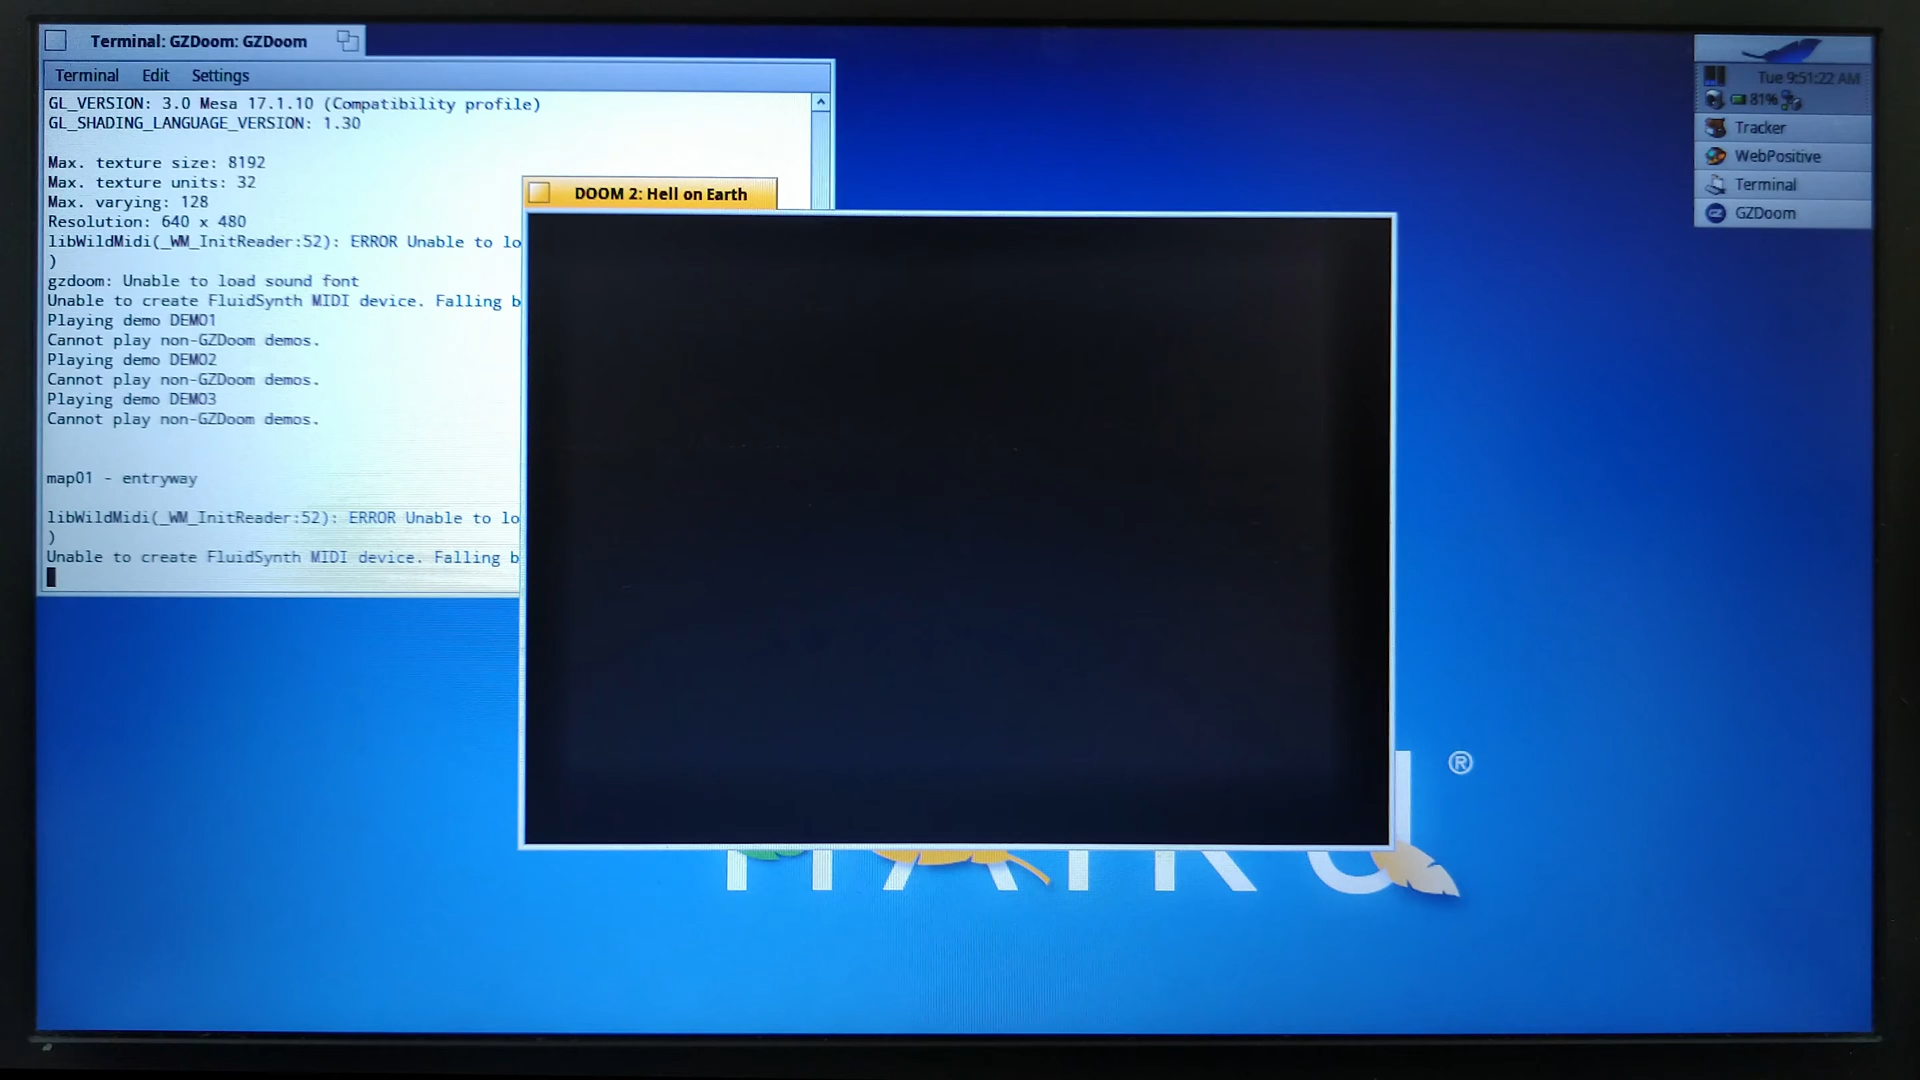 Terminal: GZDoom: GZDoom
Terminal Edit Settings
GL_VERSION: 3.0 Mesa 17.1.10 (Compatibility profile)
GL_SHADING_LANGUAGE_VERSION: 1.30
Max. texture size: 8192
Max. texture units: 32
Max. varying: 128
Resolution: 640 x 480
libWildMidi(_WM_InitReader:52): ERROR Unable to lo
)
gzdoom: Unable to load sound font
Unable to create FluidSynth MIDI device. Falling b
Playing demo DEMO1
Cannot play non-GZDoom demos.
Playing demo DEMO2
Cannot play non-GZDoom demos.
Playing demo DEMO3
Cannot play non-GZDoom demos.
map01 - entryway
libWildMidi(_WM_InitReader:52): ERROR Unable to lo
)
Unable to create FluidSynth MIDI device. Falling b
DOOM 2: Hell on Earth
Tue 9:51:22 AM
81%
Tracker
WebPositive
Terminal
GZDoom
®